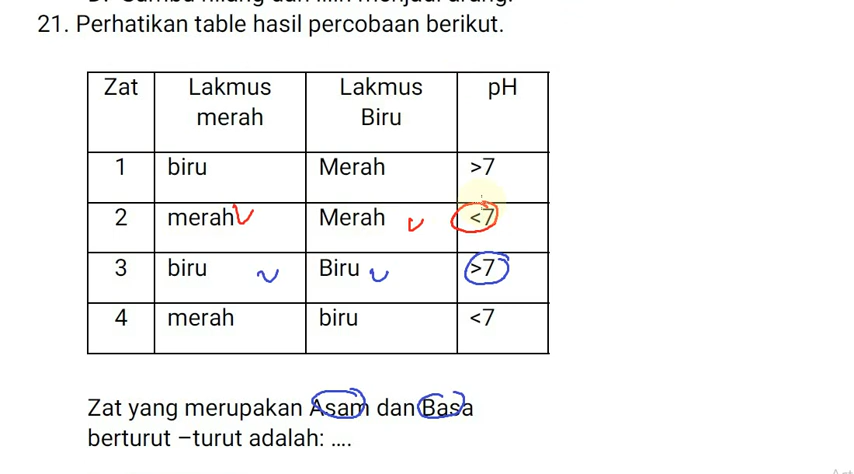 21. Perhatikan table hasil percobaan berikut.
Zat Lakmus merah Lakmus Biru pH
1 biru Merah >7
2 merah Merah <7
3 biru Biru >7
4 merah biru <7
Zat yang merupakan Asam dan Basa
berturut –turut adalah: ....